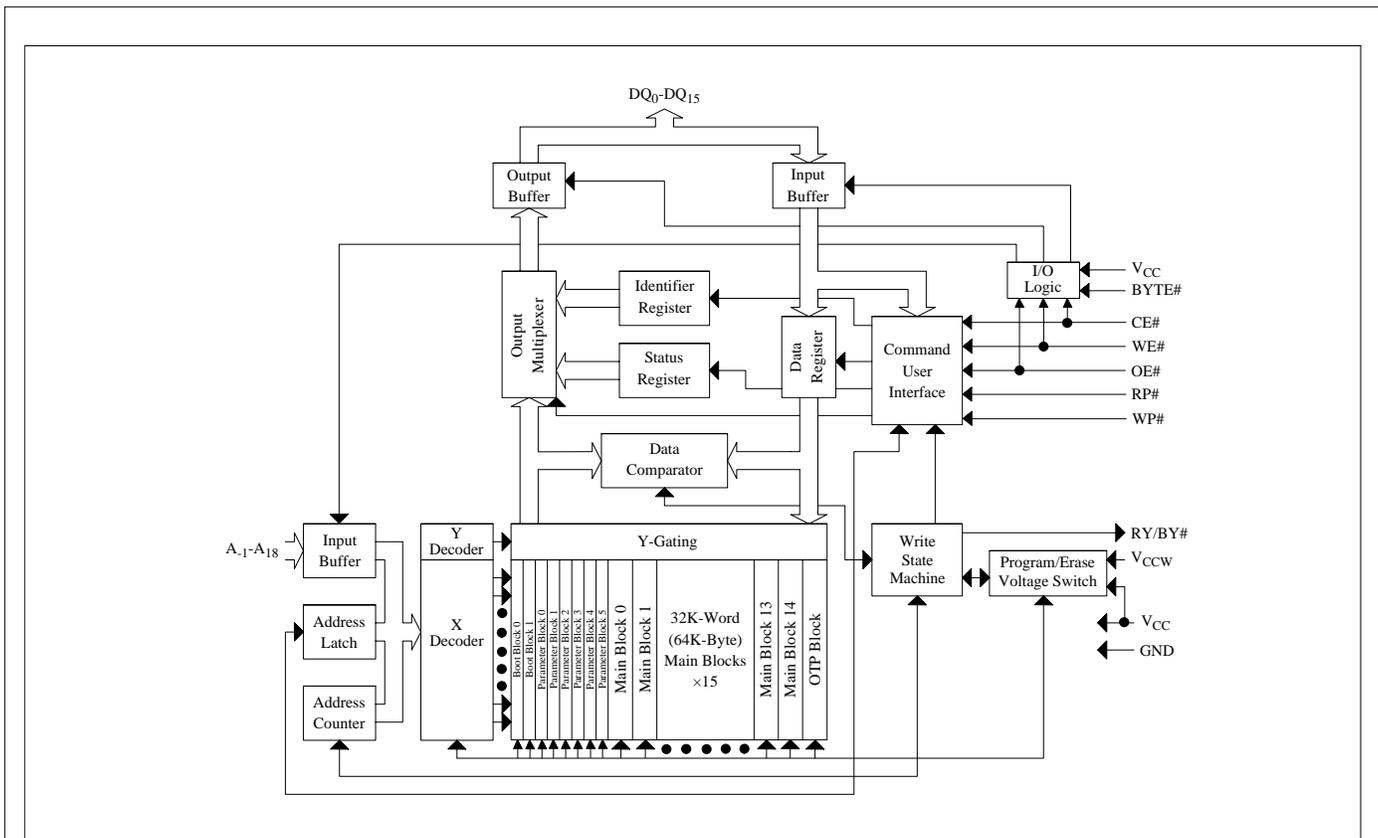 DQ0-DQ15
Output
Buffer
Input
Buffer
I/O
Logic
VCC
BYTE#
Output
Multiplexer
Identifier
Register
Status
Register
Data
Register
Command
User
Interface
CE#
WE#
OE#
RP#
WP#
Data
Comparator
A-1-A18
Input
Buffer
Y
Decoder
Y-Gating
Write
State
Machine
RY/BY#
Program/Erase
Voltage Switch
VCCW
VCC
GND
Address
Latch
Address
Counter
X
Decoder
Boot Block 0
Boot Block 1
Parameter Block 0
Parameter Block 1
Parameter Block 2
Parameter Block 3
Parameter Block 4
Parameter Block 5
Main Block 0
Main Block 1
32K-Word
(64K-Byte)
Main Blocks
×15
Main Block 13
Main Block 14
OTP Block